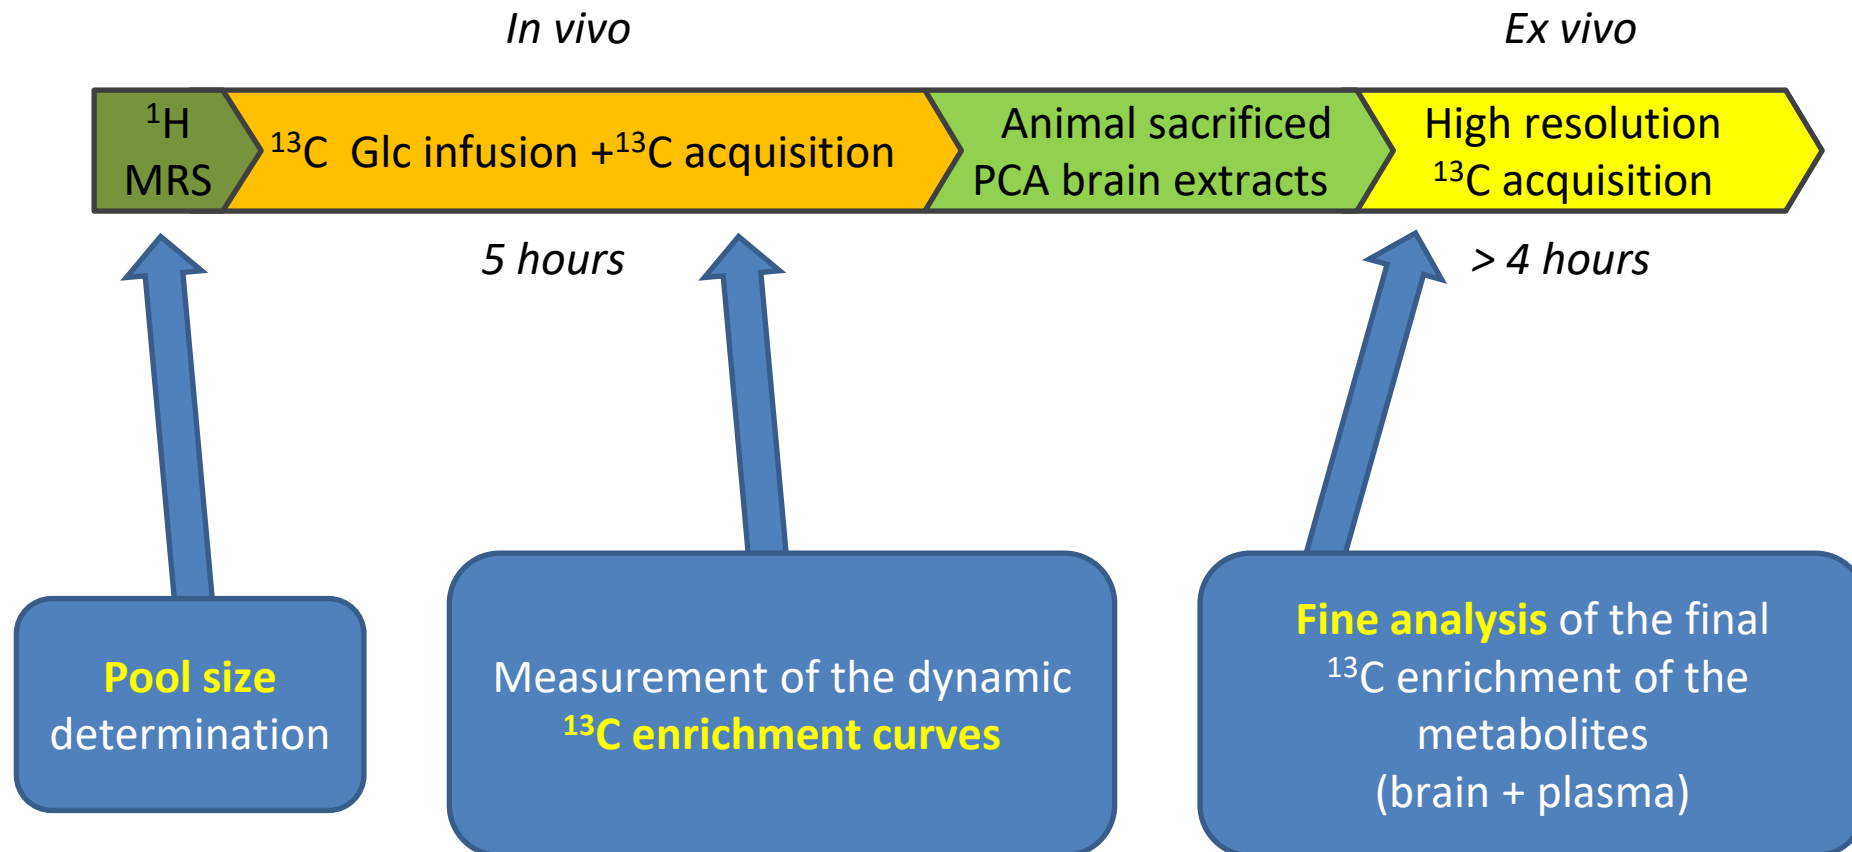 In vivo
Ex vivo
¹H
MRS
¹³C Glc infusion +¹³C acquisition
Animal sacrificed
PCA brain extracts
High resolution
¹³C acquisition
5 hours
> 4 hours
Pool size
determination
Measurement of the dynamic
¹³C enrichment curves
Fine analysis of the final
¹³C enrichment of the
metabolites
(brain + plasma)